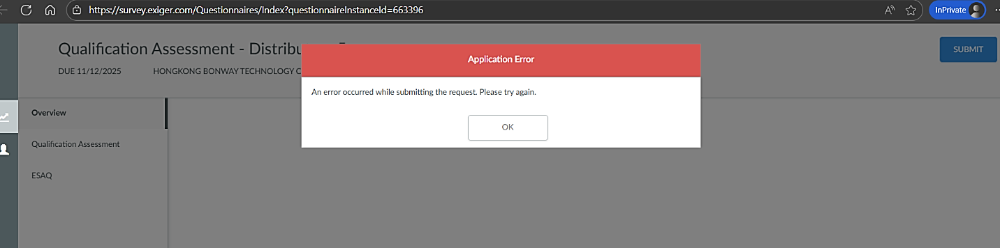 https://survey.exiger.com/Questionnaires/Index?questionnaireInstanceId=663396
InPrivate
Qualification Assessment - Distribu
SUBMIT
DUE 11/12/2025 HONGKONG BONWAY TECHNOLOGY C
Application Error
An error occurred while submitting the request. Please try again.
OK
Overview
Qualification Assessment
ESAQ